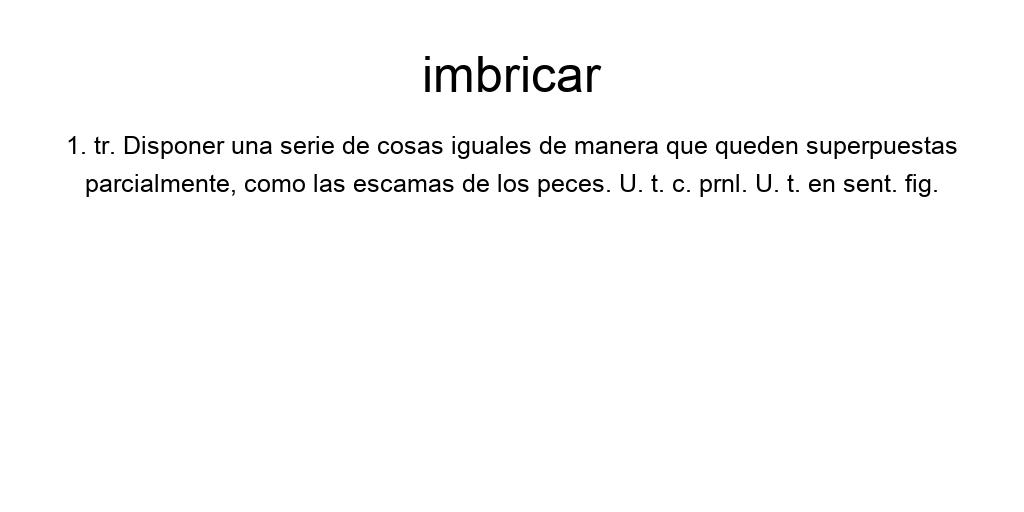 imbricar
1. tr. Disponer una serie de cosas iguales de manera que queden superpuestas
parcialmente, como las escamas de los peces. U. t. c. prnl. U. t. en sent. fig.